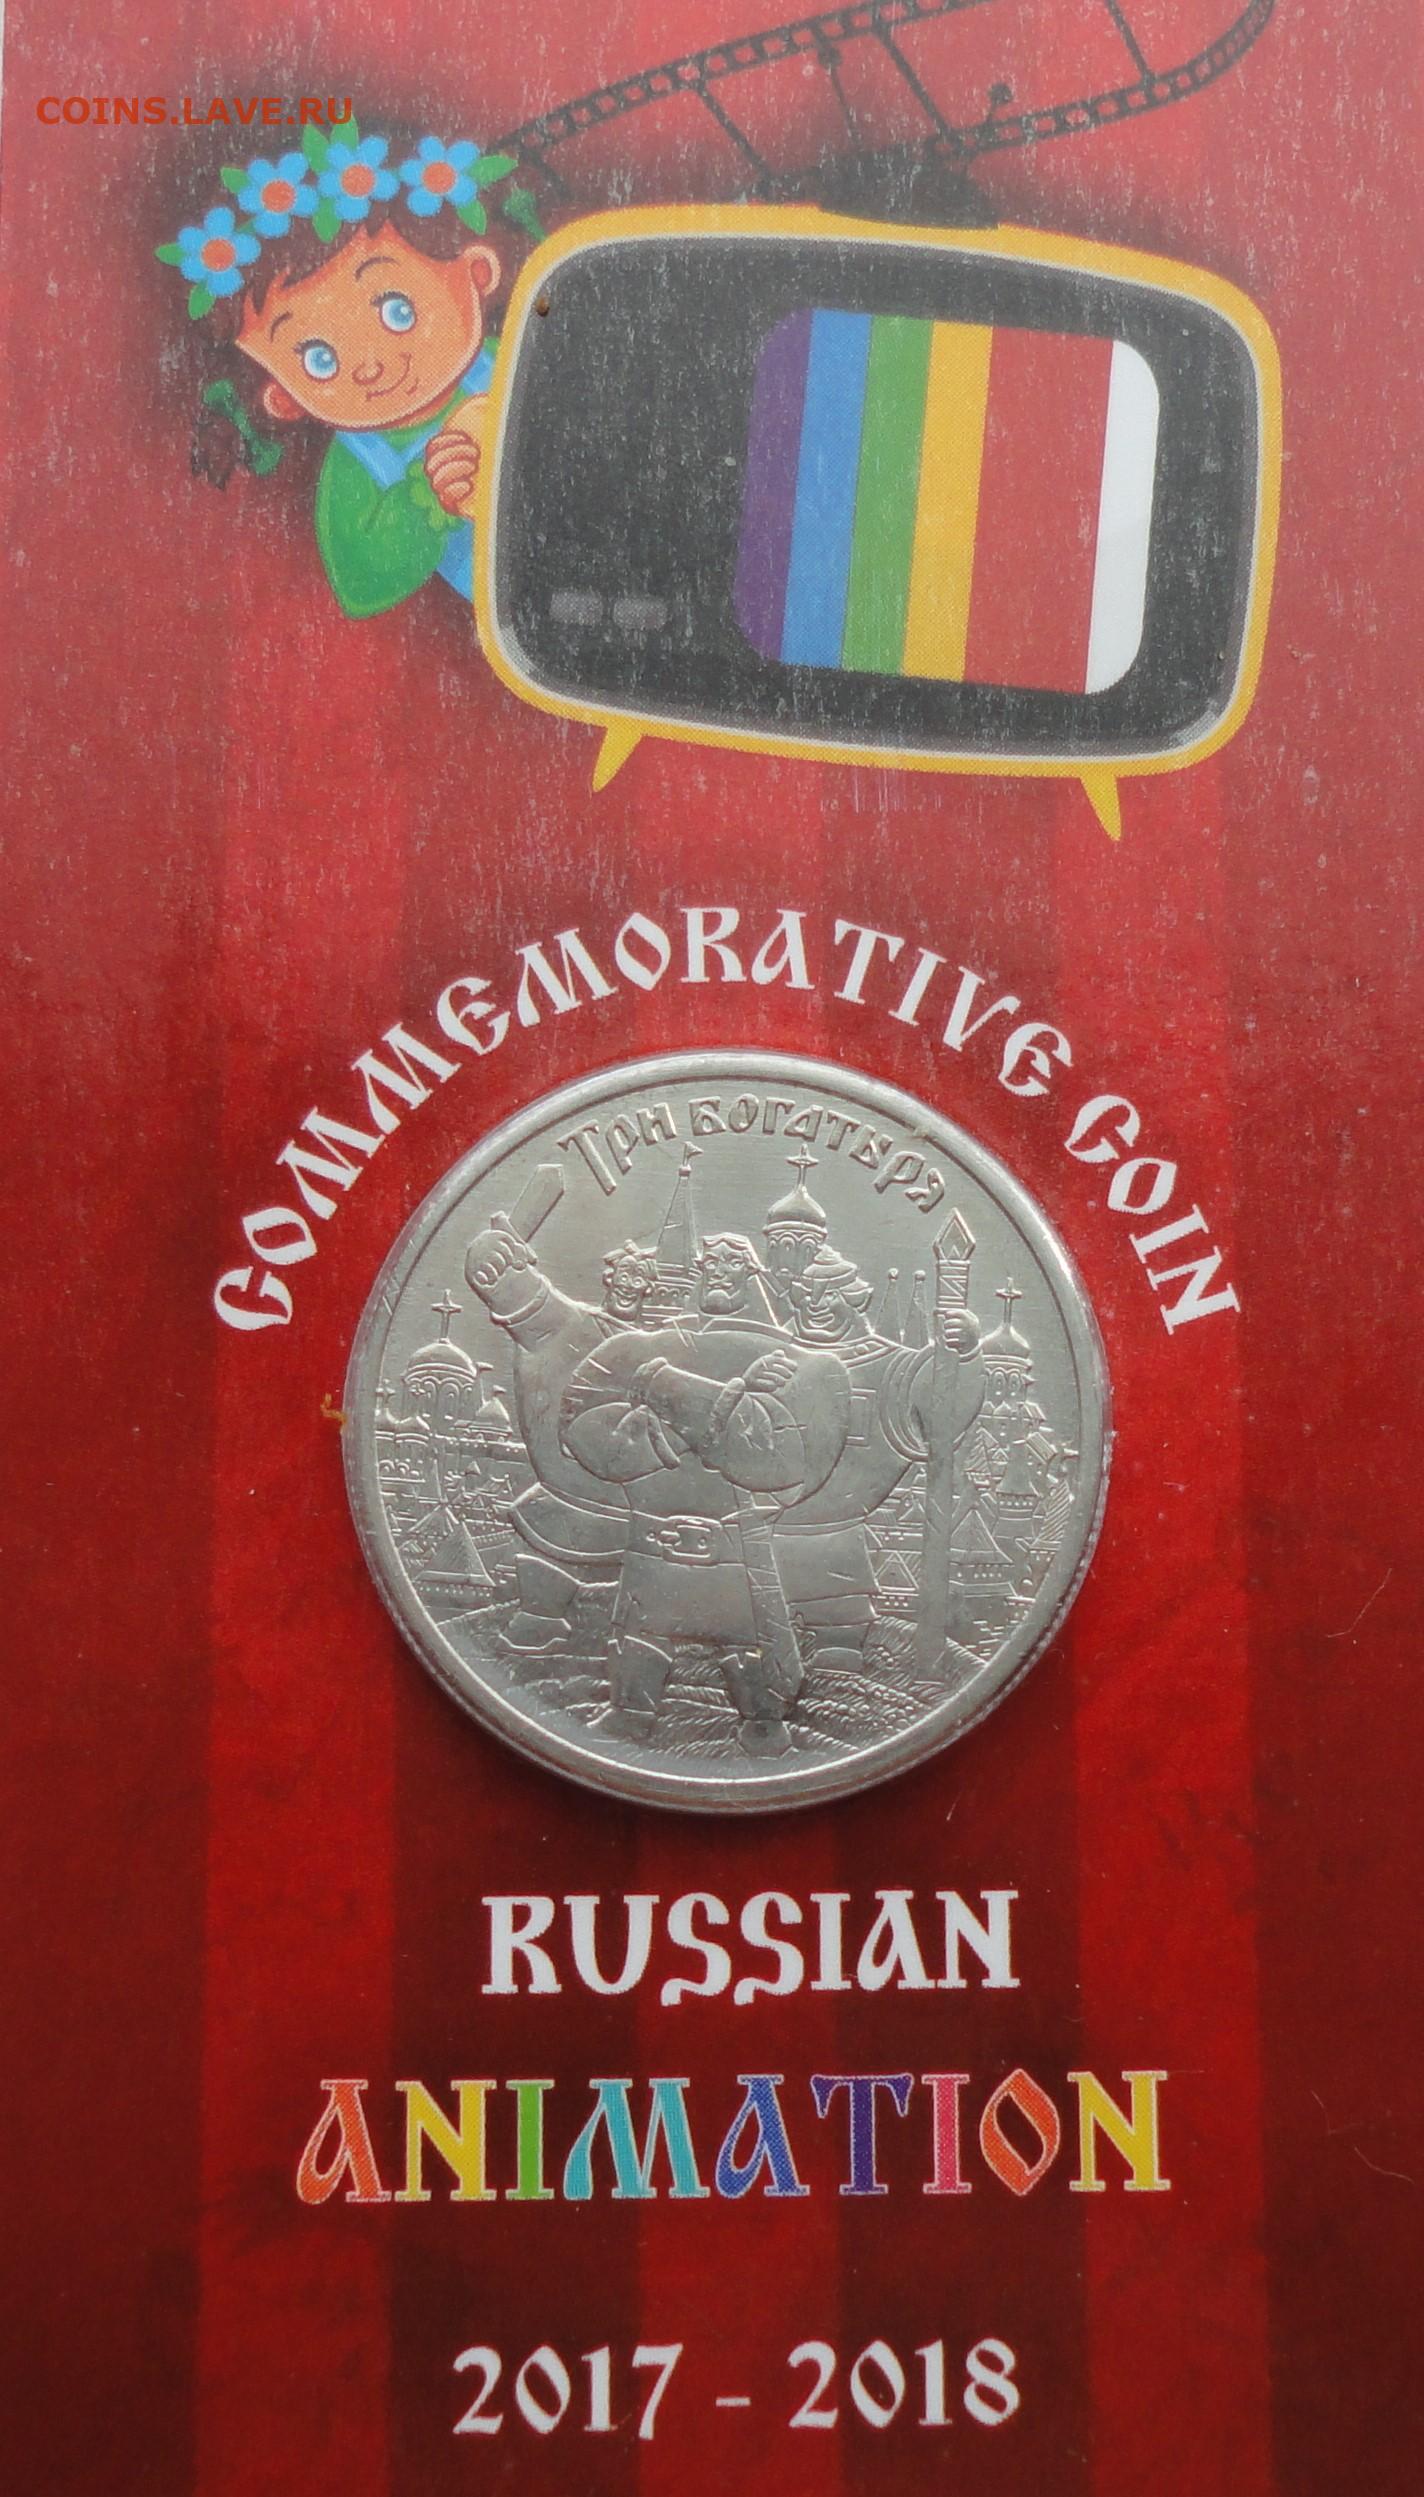 COINS.LAVE.RU
COMMEMORATIVE COIN
Три богатыря
RUSSIAN
ANIMATION
2017 - 2018